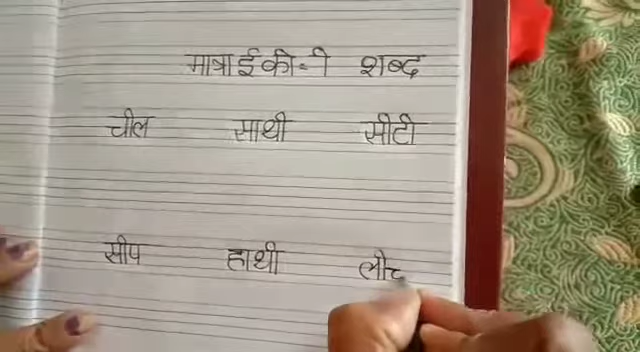 मात्रा ई की = ी शब्द
चील साथी सीटी
सीप हाथी लीच